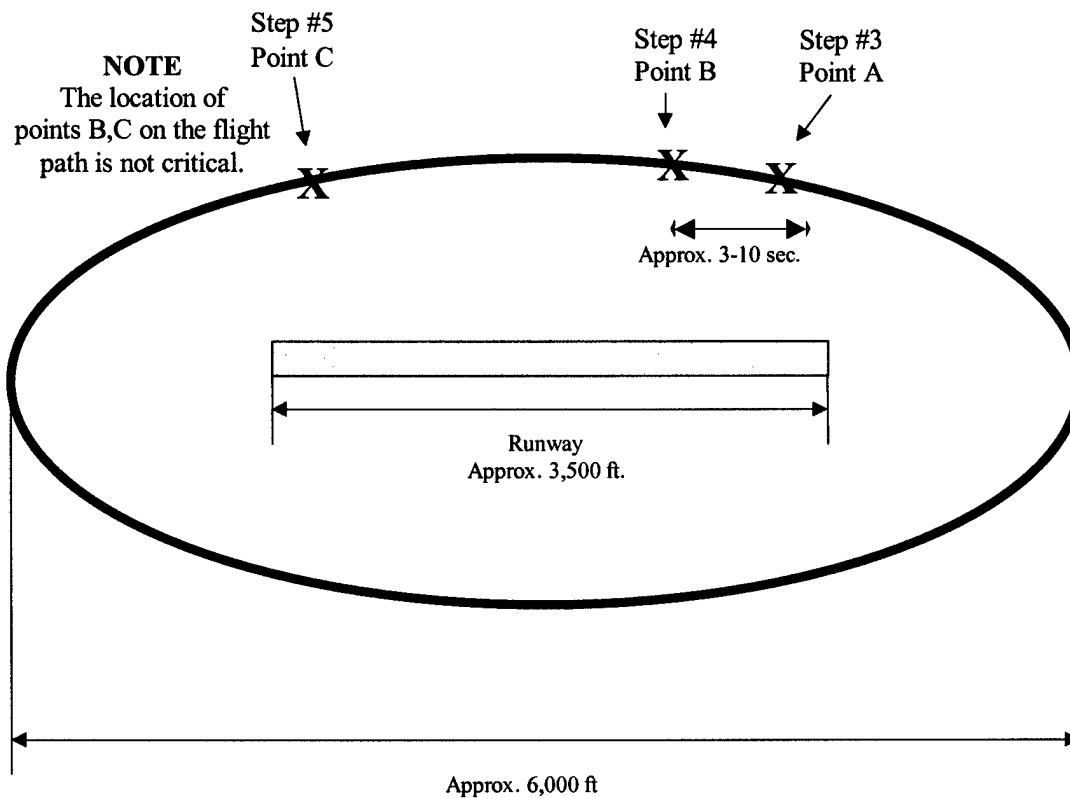 Step #5
Point C
Step #4
Point B
Step #3
Point A
NOTE
The location of
points B,C on the flight
path is not critical.
X
X
X
Approx. 3-10 sec.
Runway
Approx. 3,500 ft.
Approx. 6,000 ft